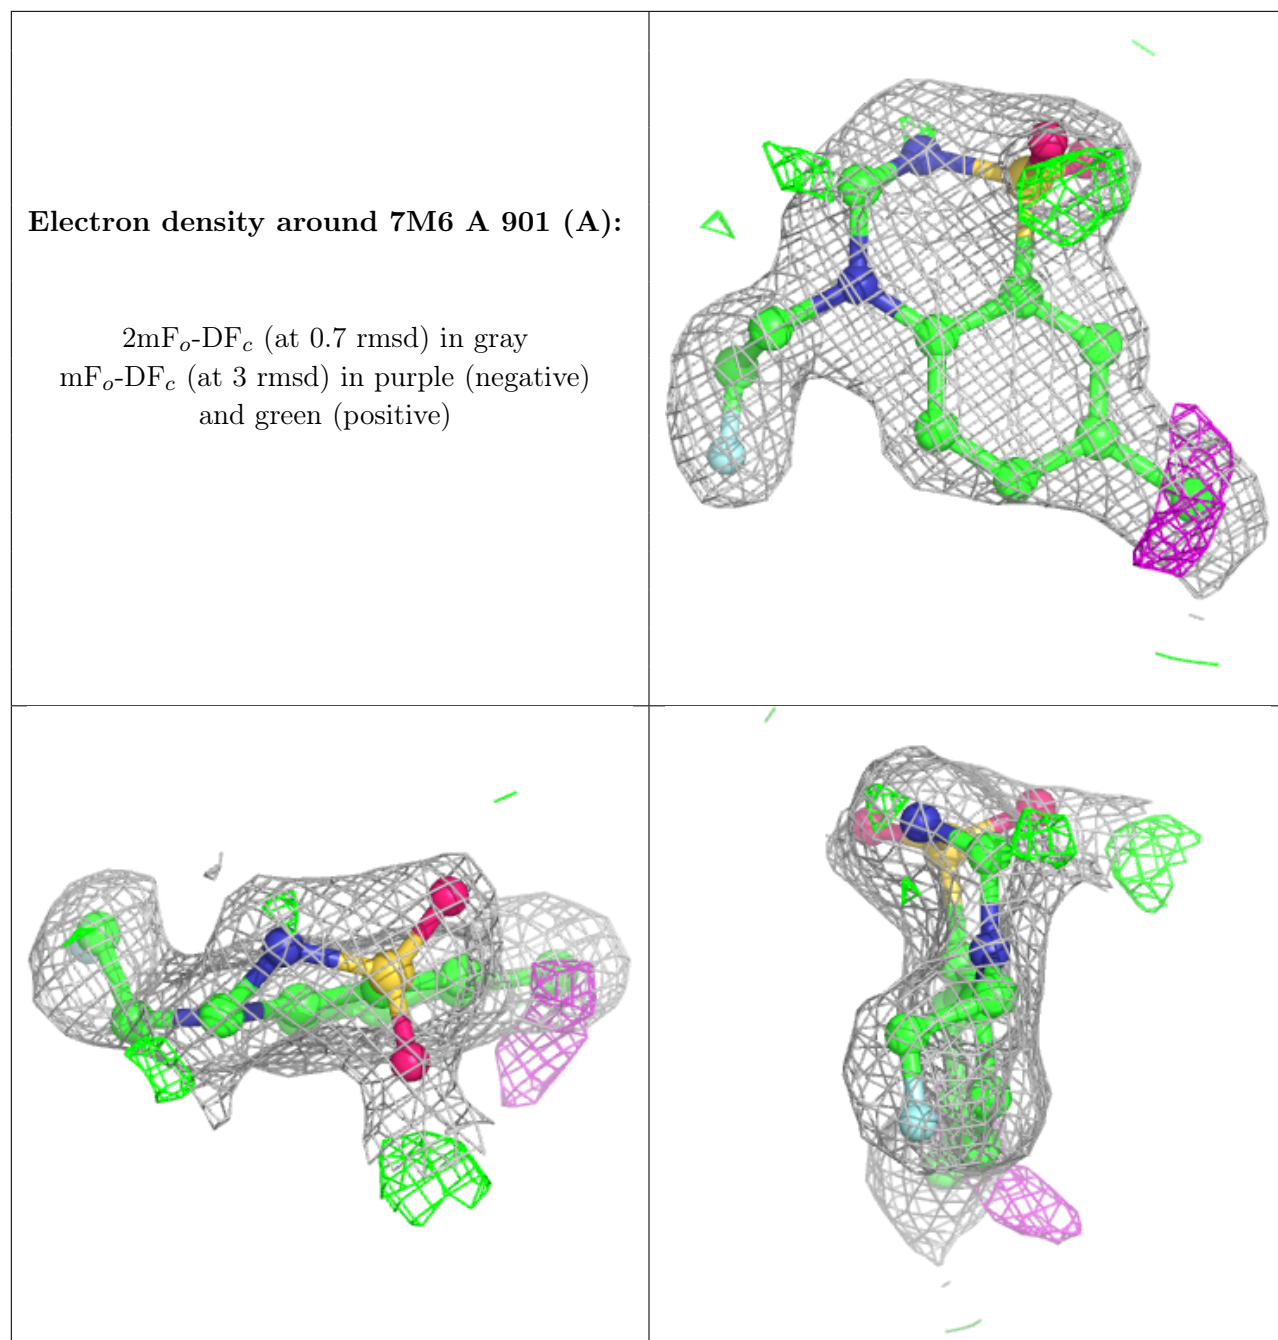 Electron density around 7M6 A 901 (A):
2mFo-DFc (at 0.7 rmsd) in gray
mFo-DFc (at 3 rmsd) in purple (negative)
and green (positive)